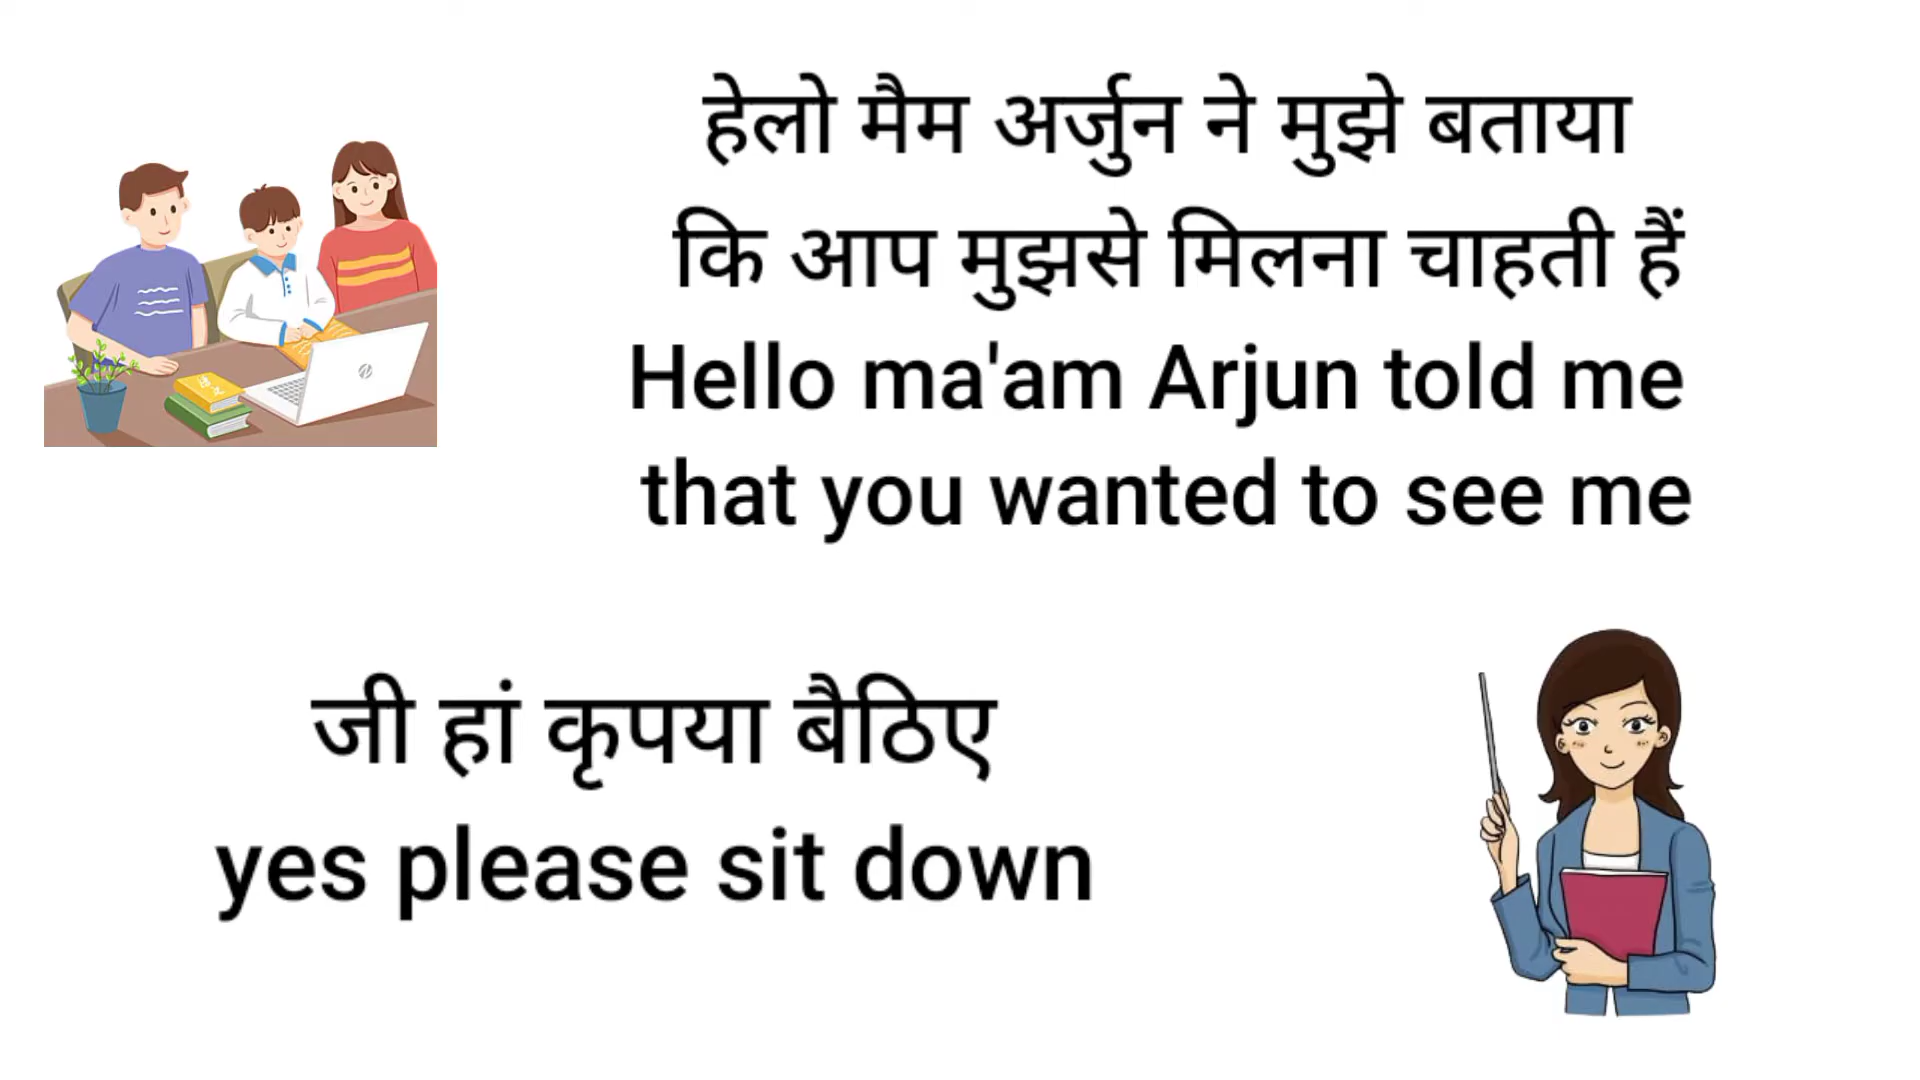 हेलो मैम अर्जुन ने मुझे बताया
कि आप मुझसे मिलना चाहती हैं
Hello ma'am Arjun told me
that you wanted to see me
जी हां कृपया बैठिए
yes please sit down